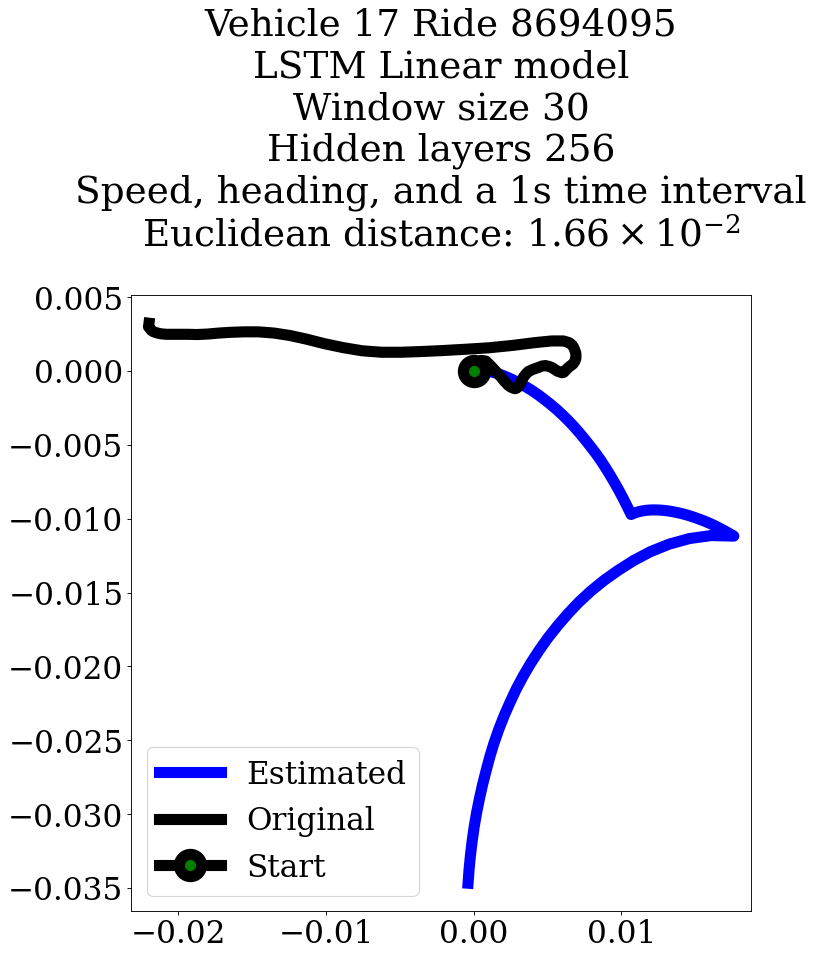 Vehicle 17 Ride 8694095
LSTM Linear model
Window size 30
Hidden layers 256
Speed, heading, and a 1s time interval
Euclidean distance: 1.66 × 10⁻²
0.005
0.000
−0.005
−0.010
−0.015
−0.020
−0.025
−0.030
−0.035
Estimated
Original
Start
−0.02 −0.01 0.00 0.01